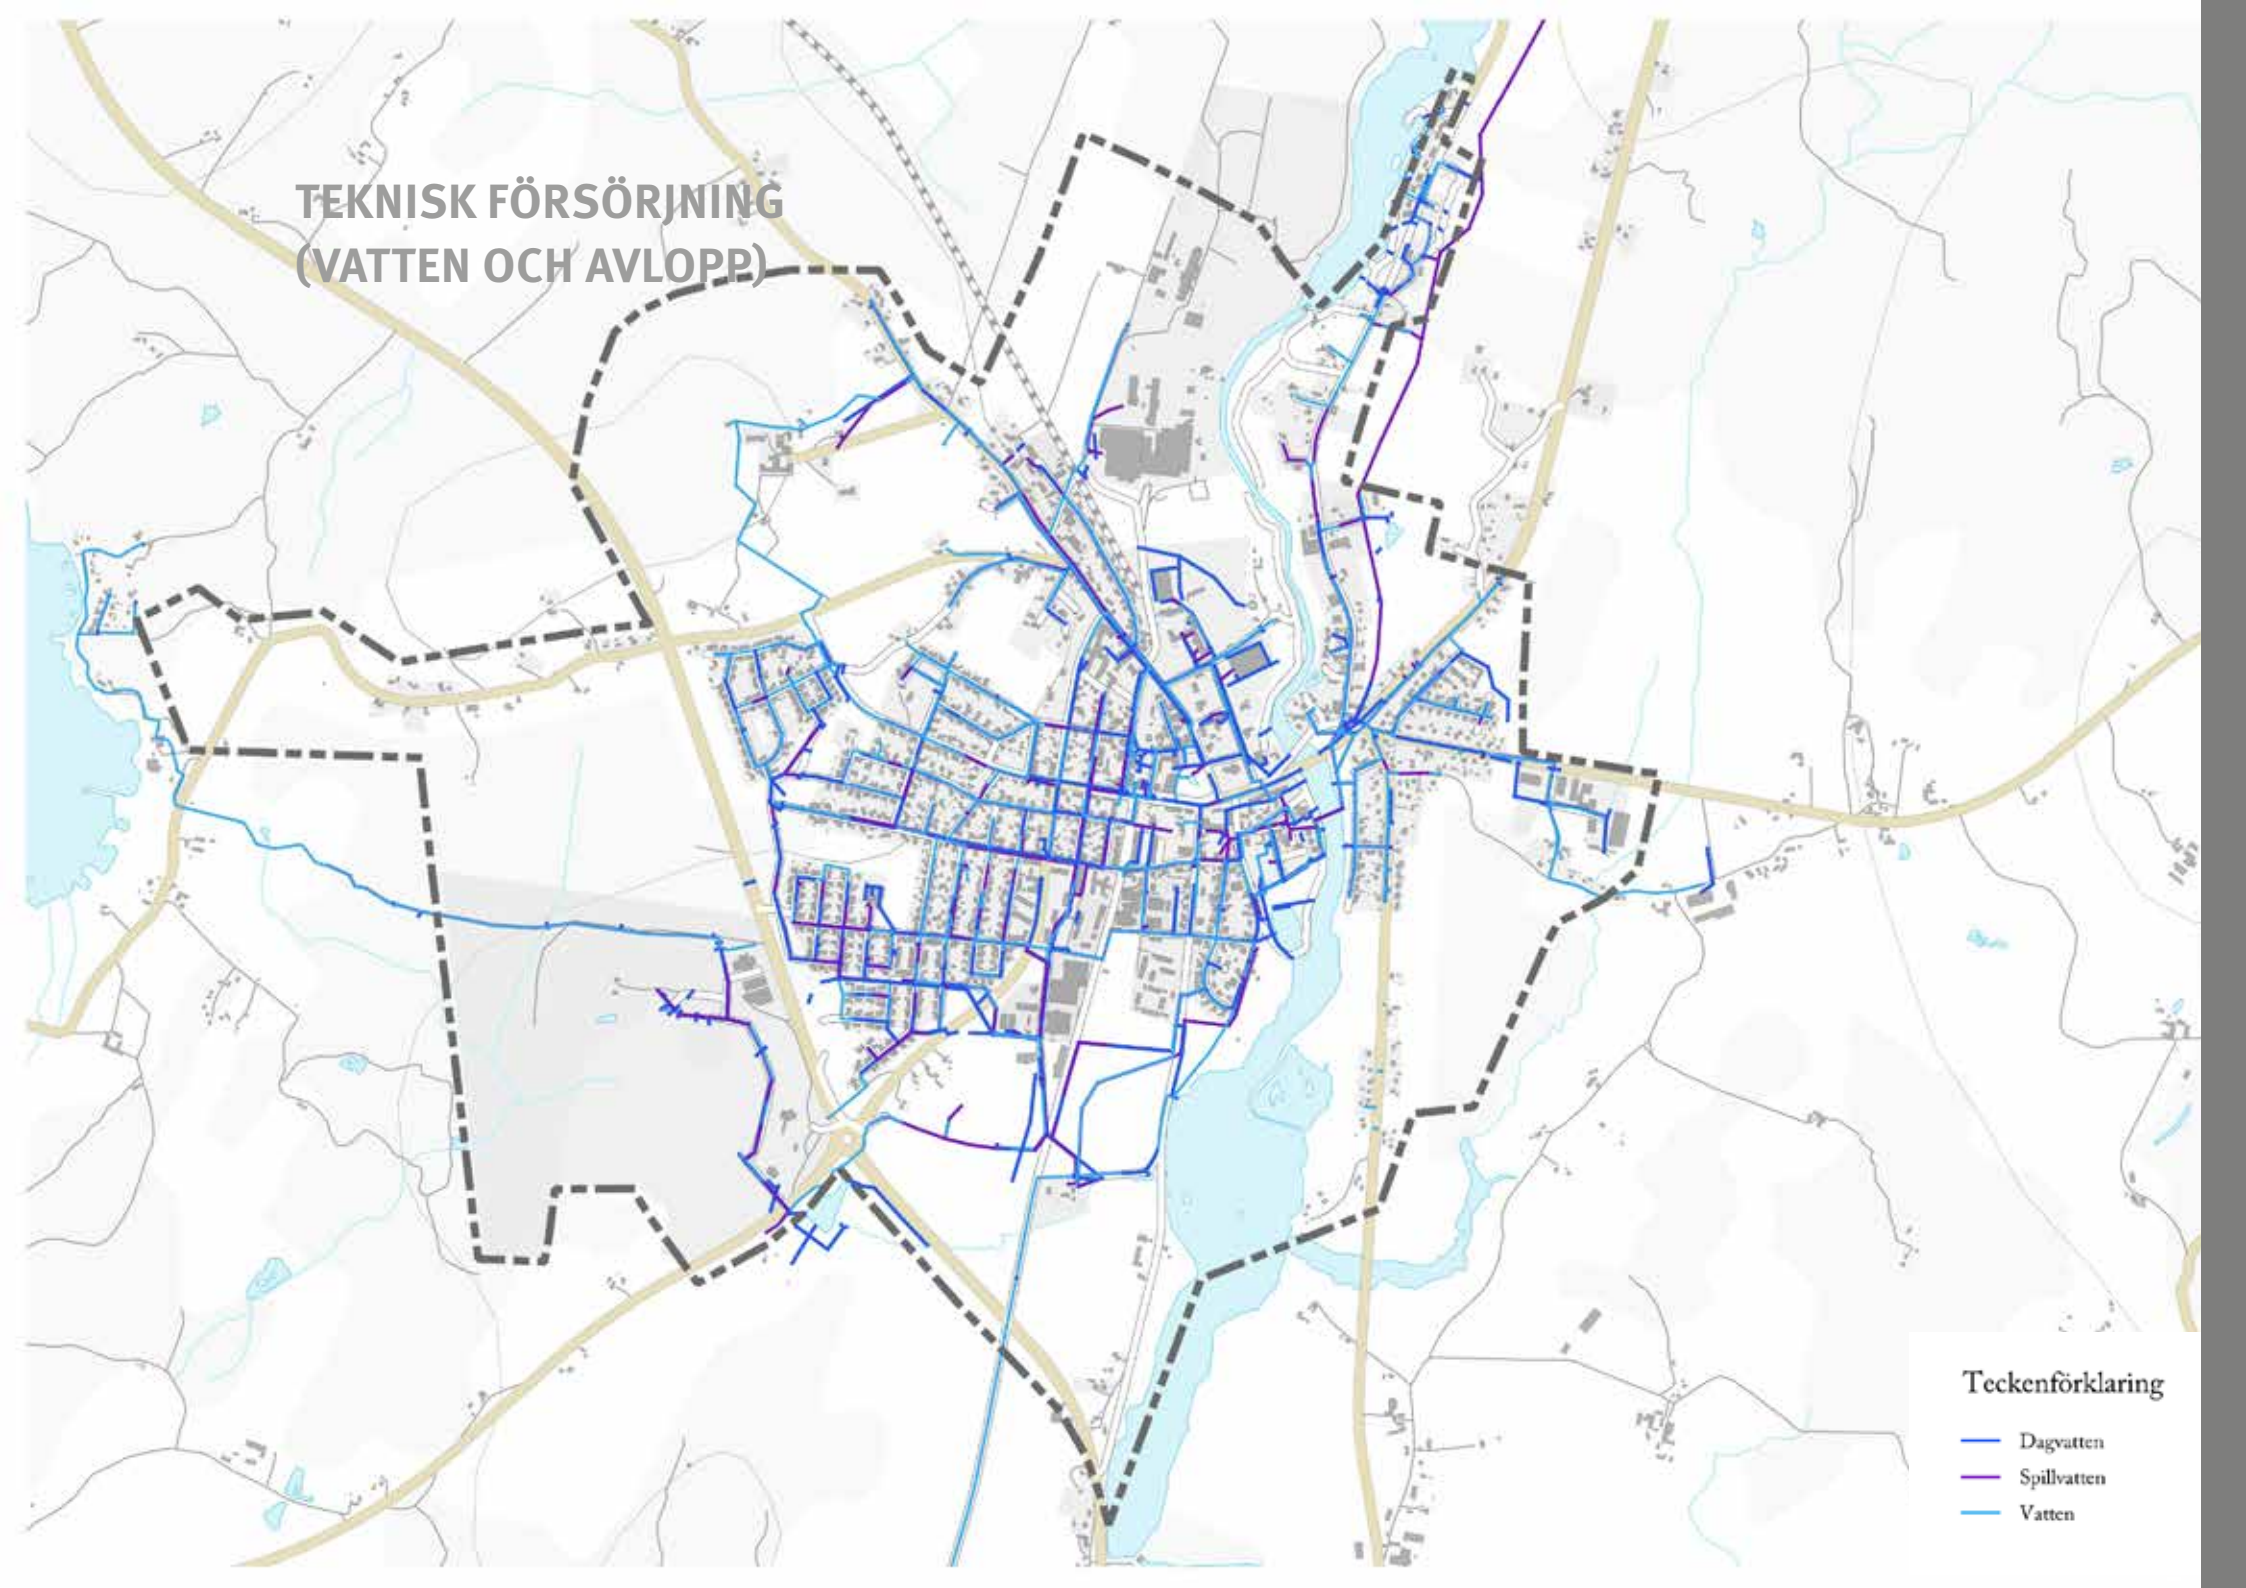 TEKNISK FÖRSÖRJNING
(VATTEN OCH AVLOPP)
Teckenförklaring
Dagvatten
Spillvatten
Vatten